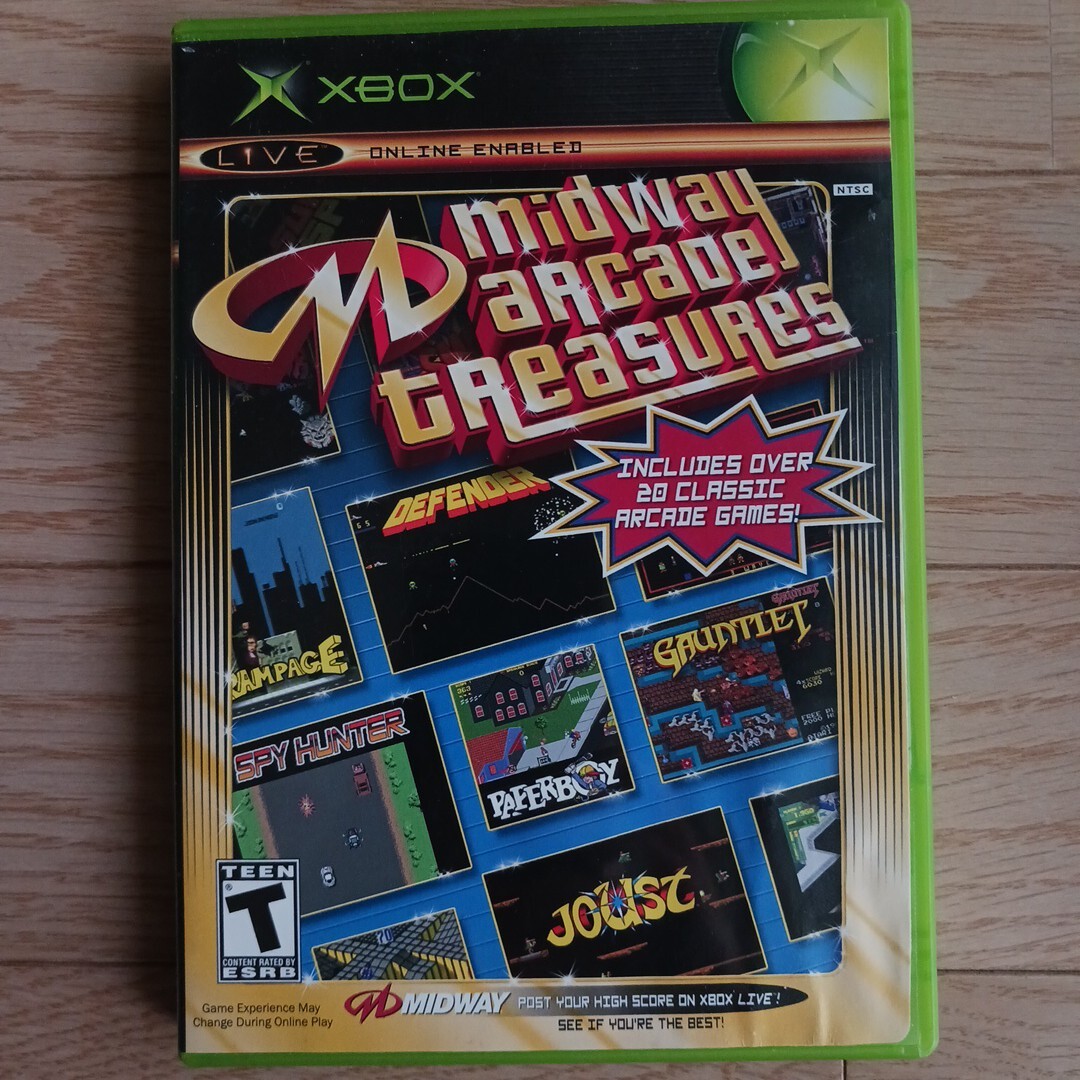 XBOX
LIVE ONLINE ENABLED
NTSC
midway
arcade
treasures
INCLUDES OVER
20 CLASSIC
ARCADE GAMES!
DEFENDER
RAMPAGE
GAUNTLET
GAUNTLET
SPY HUNTER
PAPERBOY
JOUST
TEEN
T
CONTENT RATED BY
ESRB
Game Experience May
Change During Online Play
MIDWAY POST YOUR HIGH SCORE ON XBOX LIVE!
SEE IF YOU'RE THE BEST!